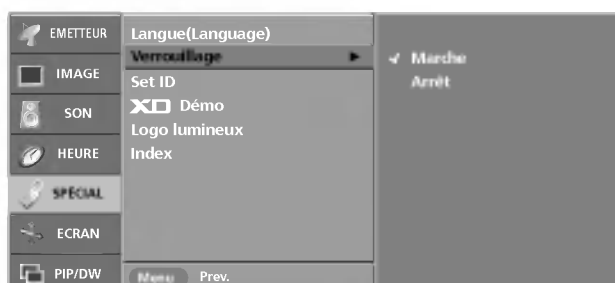 EMETTEUR
IMAGE
SON
HEURE
SPÉCIAL
ECRAN
PIP/DW
Langue(Language)
Verrouillage
Set ID
XD Démo
Logo lumineux
Index
Menu Prev.
Marche
Arrêt